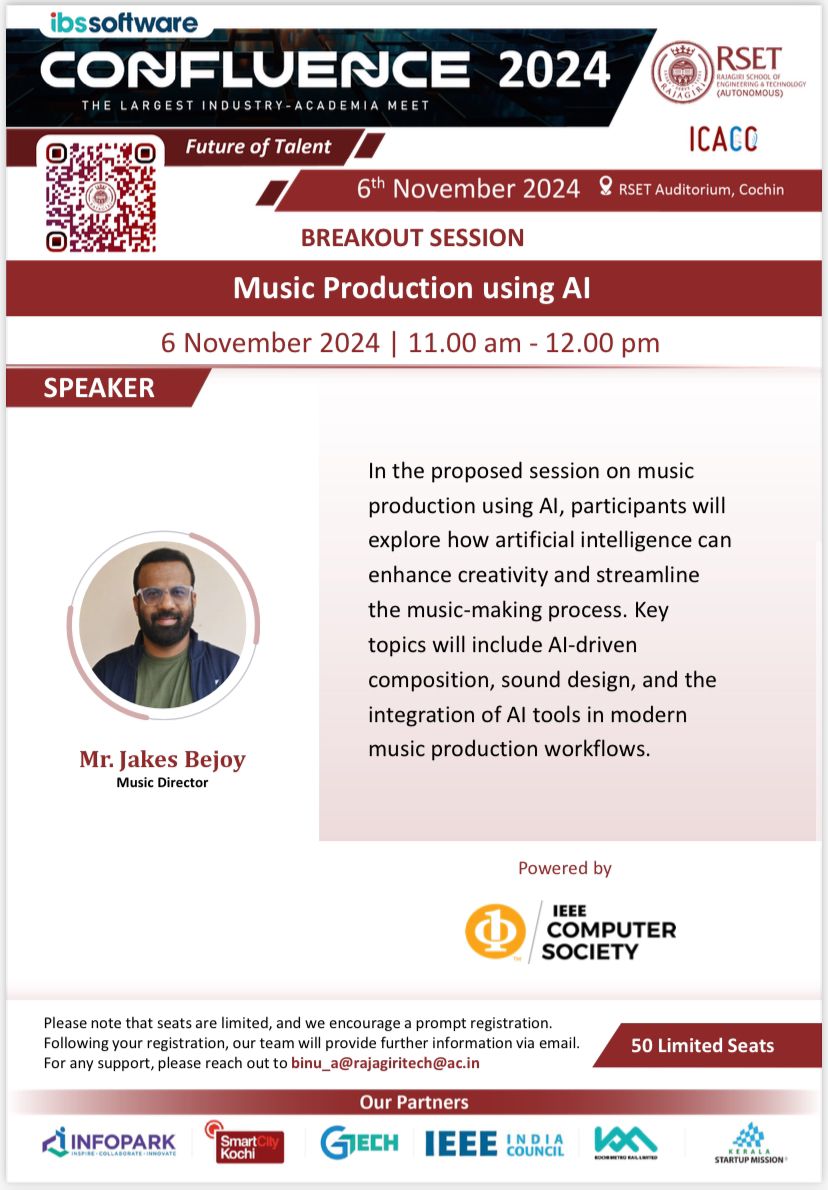 ibssoftware
CONFLUENCE 2024
THE LARGEST INDUSTRY-ACADEMIA MEET
RSET
RAJAGIRI SCHOOL OF
ENGINEERING & TECHNOLOGY
(AUTONOMOUS)
RAJAGIRI
ICACC
Future of Talent
6th November 2024 RSET Auditorium, Cochin
BREAKOUT SESSION
Music Production using AI
6 November 2024 | 11.00 am - 12.00 pm
SPEAKER
In the proposed session on music
production using AI, participants will
explore how artificial intelligence can
enhance creativity and streamline
the music-making process. Key
topics will include AI-driven
composition, sound design, and the
integration of AI tools in modern
music production workflows.
Mr. Jakes Bejoy
Music Director
Powered by
IEEE
COMPUTER
SOCIETY
Please note that seats are limited, and we encourage a prompt registration.
Following your registration, our team will provide further information via email.
For any support, please reach out to binu_a@rajagiritech@ac.in
50 Limited Seats
Our Partners
INFOPARK
INSPIRE - COLLABORATE - INNOVATE
SmartCity
Kochi
GTECH
IEEE INDIA
COUNCIL
KOCHI METRO RAIL LIMITED
KERALA
STARTUP MISSION